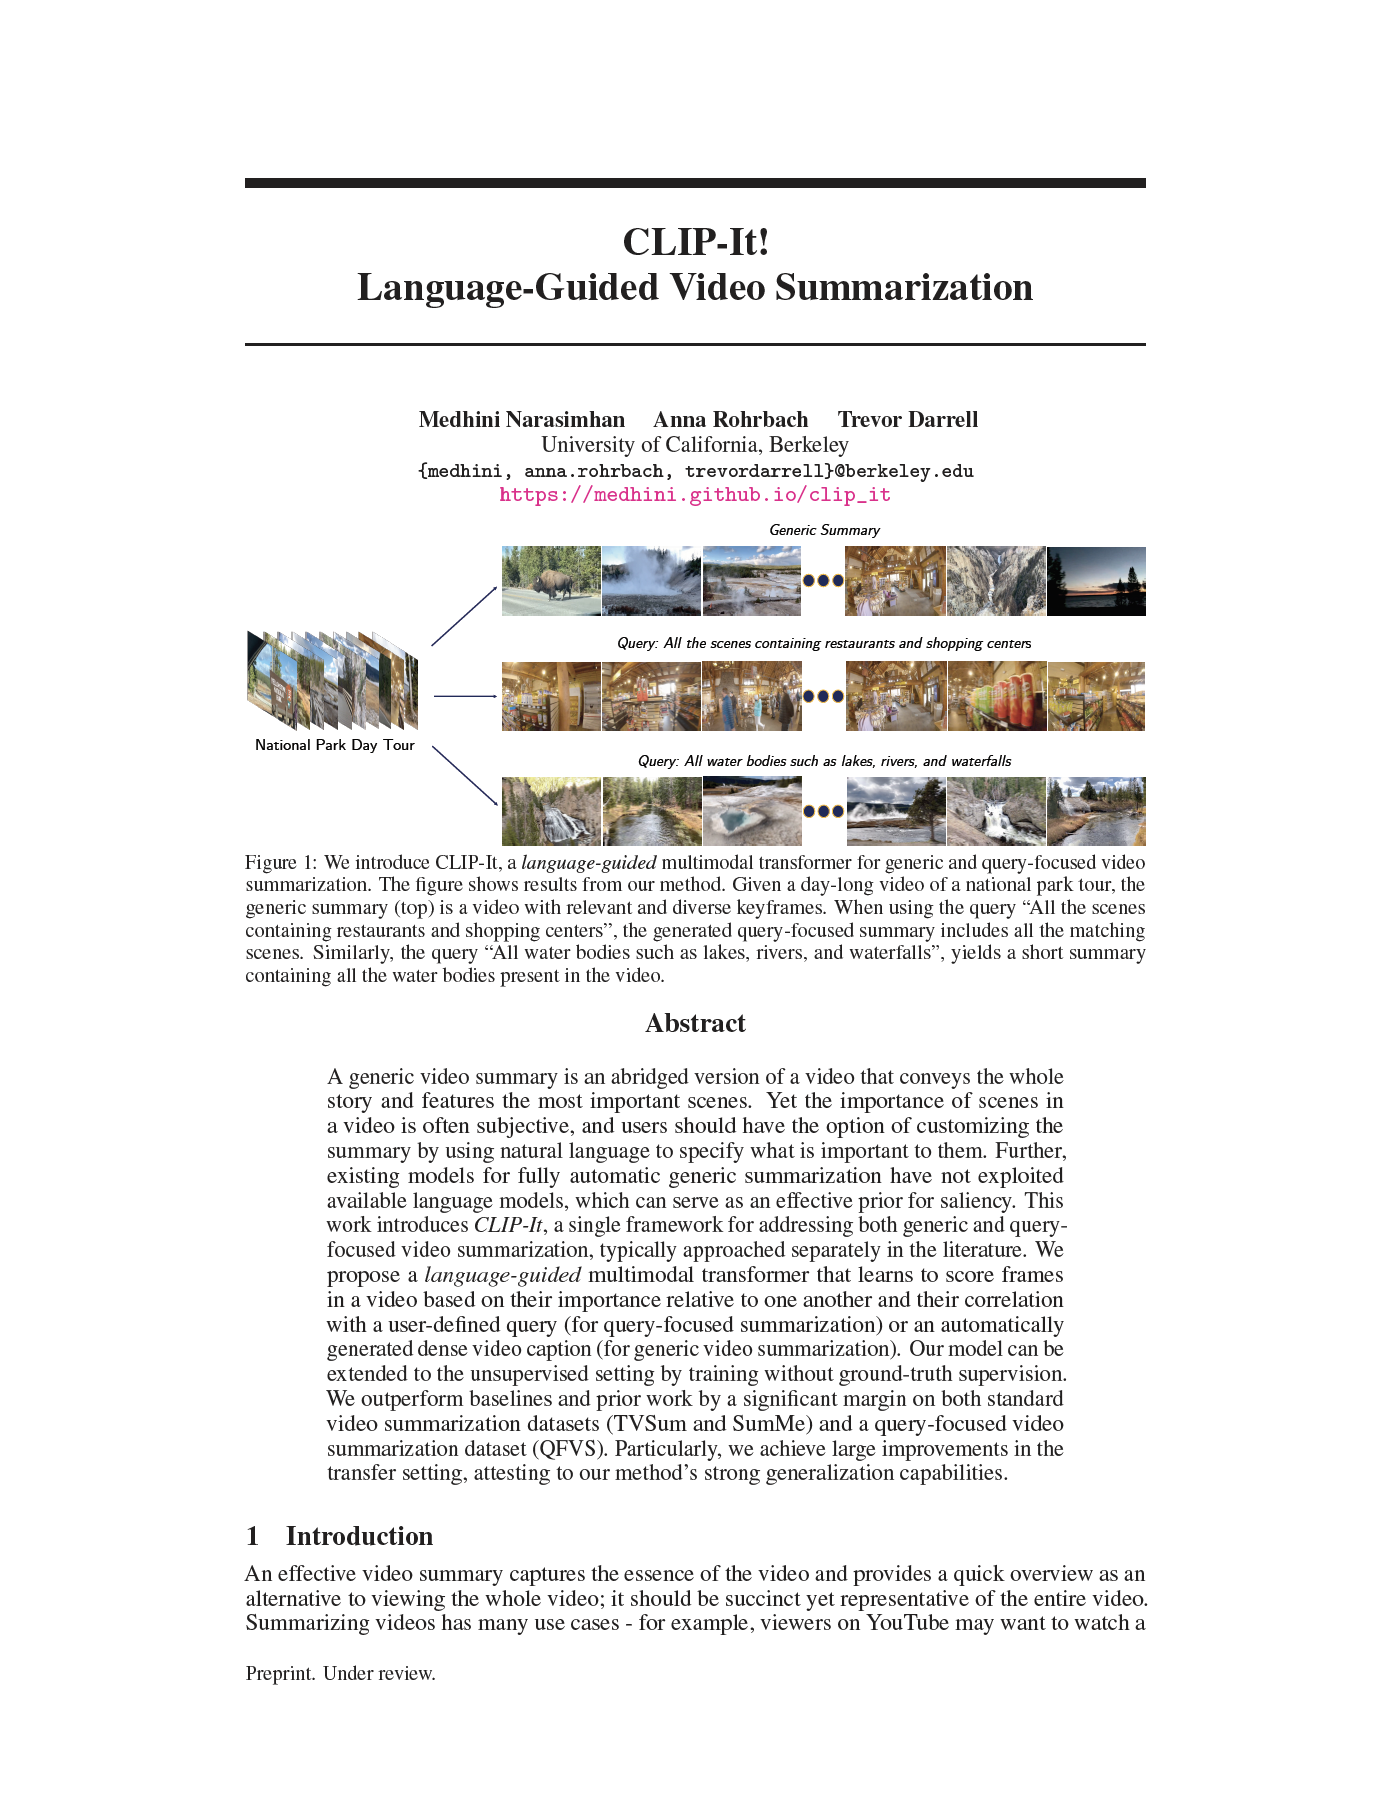 CLIP-It!
Language-Guided Video Summarization
Medhini Narasimhan Anna Rohrbach Trevor Darrell
University of California, Berkeley
{medhini, anna.rohrbach, trevordarrell}@berkeley.edu
https://medhini.github.io/clip_it
Generic Summary
Query: All the scenes containing restaurants and shopping centers
National Park Day Tour
Query: All water bodies such as lakes, rivers, and waterfalls
Figure 1: We introduce CLIP-It, a language-guided multimodal transformer for generic and query-focused video
summarization. The figure shows results from our method. Given a day-long video of a national park tour, the
generic summary (top) is a video with relevant and diverse keyframes. When using the query “All the scenes
containing restaurants and shopping centers”, the generated query-focused summary includes all the matching
scenes. Similarly, the query “All water bodies such as lakes, rivers, and waterfalls”, yields a short summary
containing all the water bodies present in the video.
Abstract
A generic video summary is an abridged version of a video that conveys the whole
story and features the most important scenes. Yet the importance of scenes in
a video is often subjective, and users should have the option of customizing the
summary by using natural language to specify what is important to them. Further,
existing models for fully automatic generic summarization have not exploited
available language models, which can serve as an effective prior for saliency. This
work introduces CLIP-It, a single framework for addressing both generic and query-
focused video summarization, typically approached separately in the literature. We
propose a language-guided multimodal transformer that learns to score frames
in a video based on their importance relative to one another and their correlation
with a user-defined query (for query-focused summarization) or an automatically
generated dense video caption (for generic video summarization). Our model can be
extended to the unsupervised setting by training without ground-truth supervision.
We outperform baselines and prior work by a significant margin on both standard
video summarization datasets (TVSum and SumMe) and a query-focused video
summarization dataset (QFVS). Particularly, we achieve large improvements in the
transfer setting, attesting to our method’s strong generalization capabilities.
1 Introduction
An effective video summary captures the essence of the video and provides a quick overview as an
alternative to viewing the whole video; it should be succinct yet representative of the entire video.
Summarizing videos has many use cases - for example, viewers on YouTube may want to watch a
Preprint. Under review.